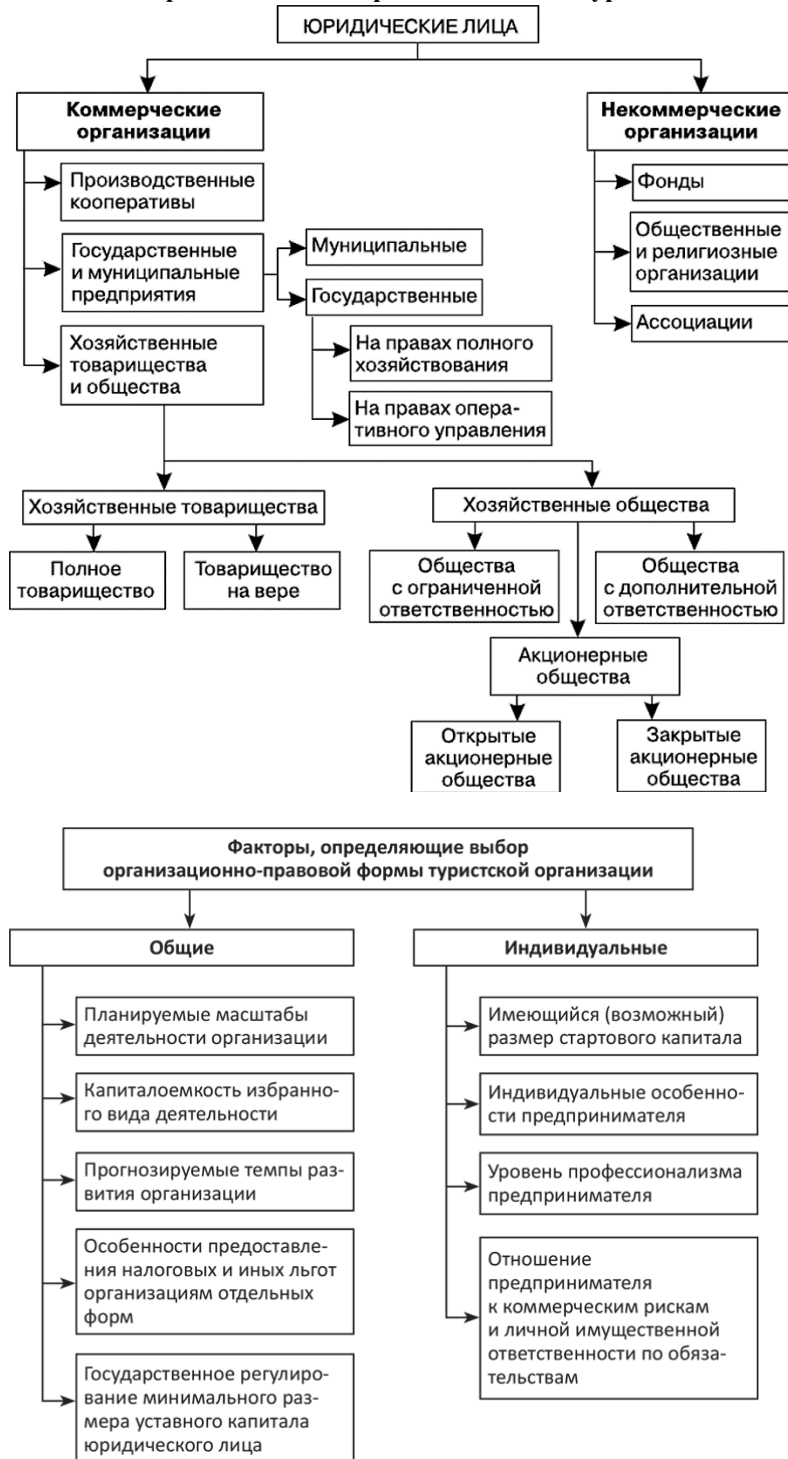 ЮРИДИЧЕСКИЕ ЛИЦА
Коммерческие
организации
Производственные
кооперативы
Государственные
и муниципальные
предприятия
Муниципальные
Государственные
На правах полного
хозяйствования
На правах опера-
тивного управления
Хозяйственные
товарищества
и общества
Некоммерческие
организации
Фонды
Общественные
и религиозные
организации
Ассоциации
Хозяйственные товарищества
Полное
товарищество
Товарищество
на вере
Хозяйственные общества
Общества
с ограниченной
ответственностью
Общества
с дополнительной
ответственностью
Акционерные
общества
Открытые
акционерные
общества
Закрытые
акционерные
общества
Факторы, определяющие выбор
организационно-правовой формы туристской организации
Общие
Планируемые масштабы
деятельности организации
Капиталоемкость избранно-
го вида деятельности
Прогнозируемые темпы раз-
вития организации
Особенности предоставле-
ния налоговых и иных льгот
организациям отдельных
форм
Государственное регулиро-
вание минимального раз-
мера уставного капитала
юридического лица
Индивидуальные
Имеющийся (возможный)
размер стартового капитала
Индивидуальные особенно-
сти предпринимателя
Уровень профессионализма
предпринимателя
Отношение
предпринимателя
к коммерческим рискам
и личной имущественной
ответственности по обяза-
тельствам